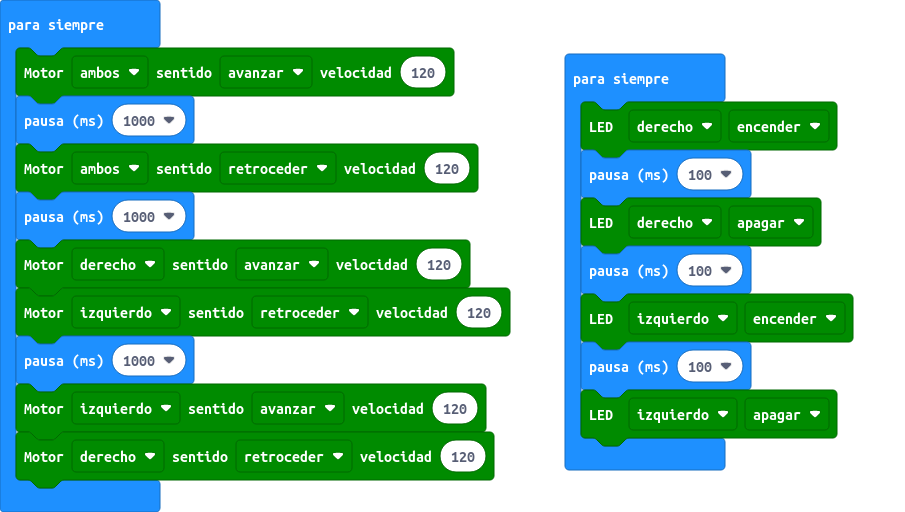 para siempre
Motor ambos sentido avanzar velocidad 120
pausa (ms) 1000
Motor ambos sentido retroceder velocidad 120
pausa (ms) 1000
Motor derecho sentido avanzar velocidad 120
Motor izquierdo sentido retroceder velocidad 120
pausa (ms) 1000
Motor izquierdo sentido avanzar velocidad 120
Motor derecho sentido retroceder velocidad 120
para siempre
LED derecho encender
pausa (ms) 100
LED derecho apagar
pausa (ms) 100
LED izquierdo encender
pausa (ms) 100
LED izquierdo apagar